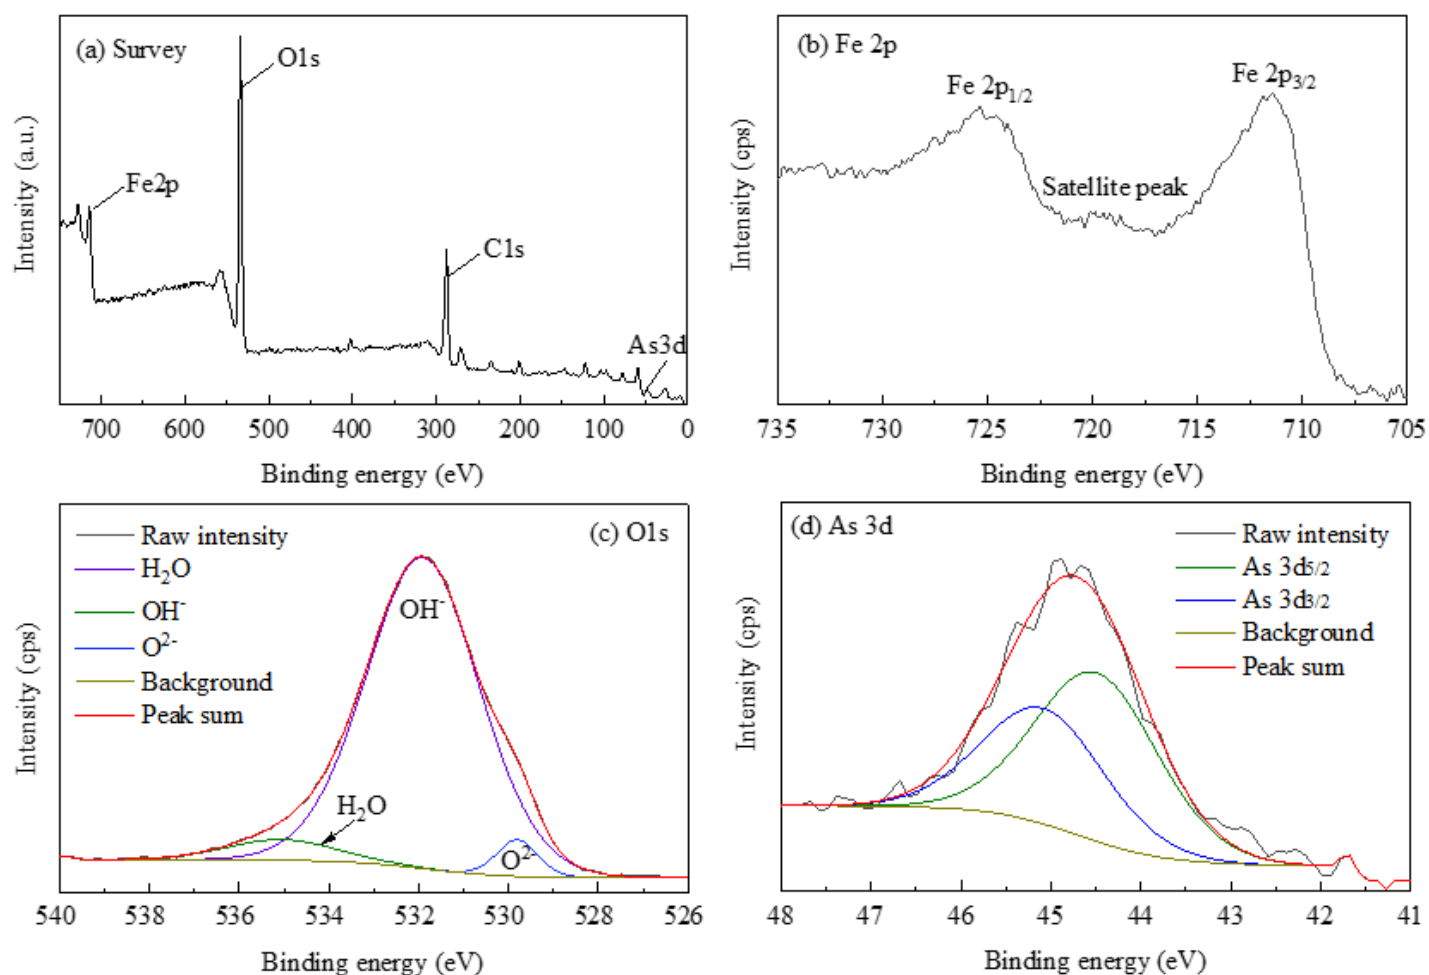 (a) Survey
O1s
Fe2p
C1s
As3d
Intensity (a.u.)
700 600 500 400 300 200 100 0
Binding energy (eV)
(b) Fe 2p
Fe 2p1/2
Fe 2p3/2
Satellite peak
Intensity (cps)
735 730 725 720 715 710 705
Binding energy (eV)
(c) O1s
Raw intensity
H2O
OH-
O2-
Background
Peak sum
OH-
H2O
O2-
Intensity (cps)
540 538 536 534 532 530 528 526
Binding energy (eV)
(d) As 3d
Raw intensity
As 3d5/2
As 3d3/2
Background
Peak sum
Intensity (cps)
48 47 46 45 44 43 42 41
Binding energy (eV)